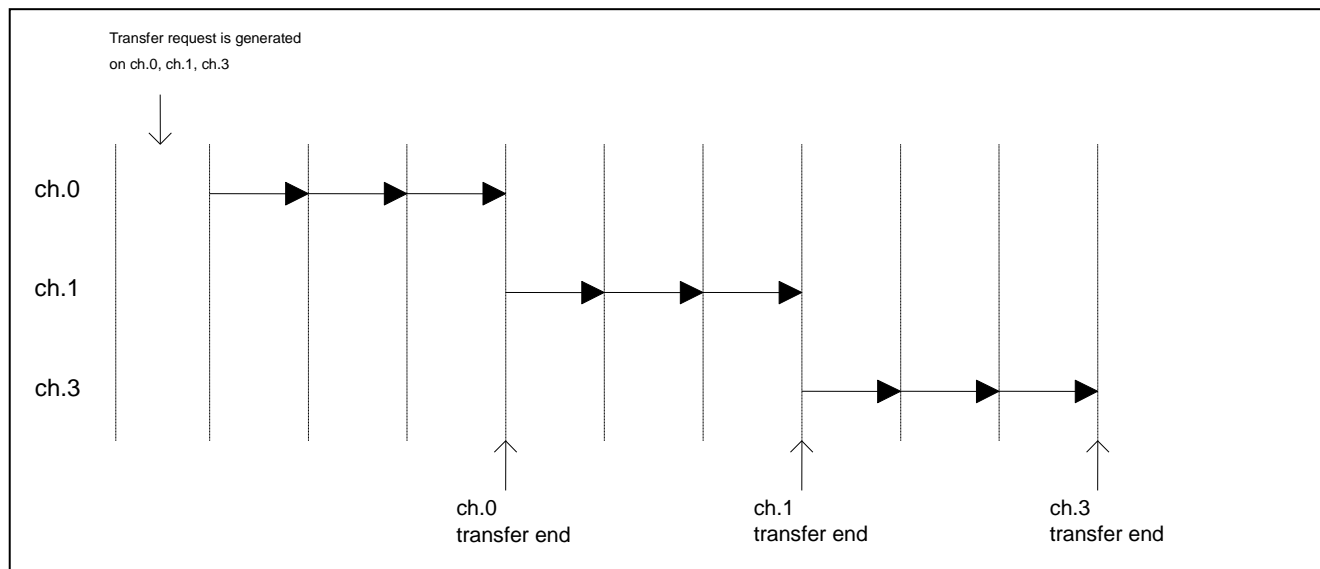 Transfer request is generated
on ch.0, ch.1, ch.3
ch.0
ch.1
ch.3
ch.0
transfer end
ch.1
transfer end
ch.3
transfer end